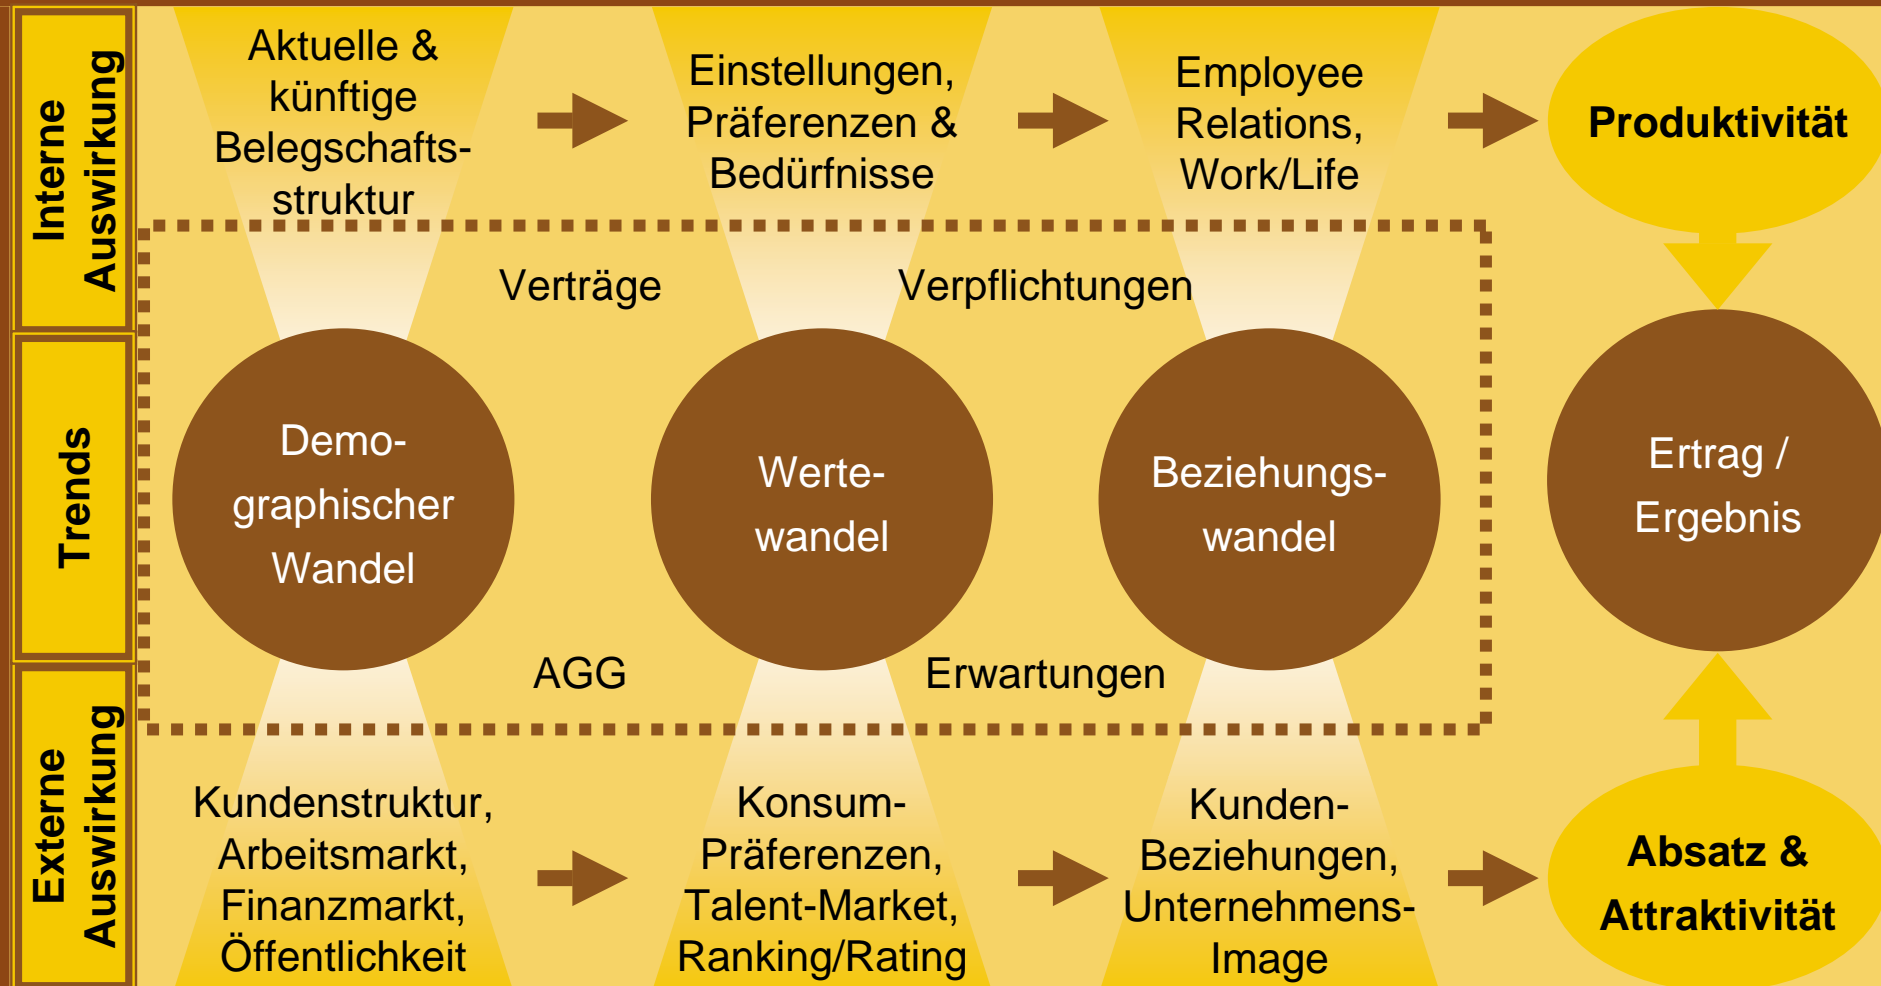 Interne
Auswirkung
Aktuelle &
künftige
Belegschafts-
struktur
Einstellungen,
Präferenzen &
Bedürfnisse
Employee
Relations,
Work/Life
Produktivität
Verträge
Verpflichtungen
Trends
Demo-
graphischer
Wandel
Werte-
wandel
Beziehungs-
wandel
Ertrag /
Ergebnis
AGG
Erwartungen
Externe
Auswirkung
Kundenstruktur,
Arbeitsmarkt,
Finanzmarkt,
Öffentlichkeit
Konsum-
Präferenzen,
Talent-Market,
Ranking/Rating
Kunden-
Beziehungen,
Unternehmens-
Image
Absatz &
Attraktivität